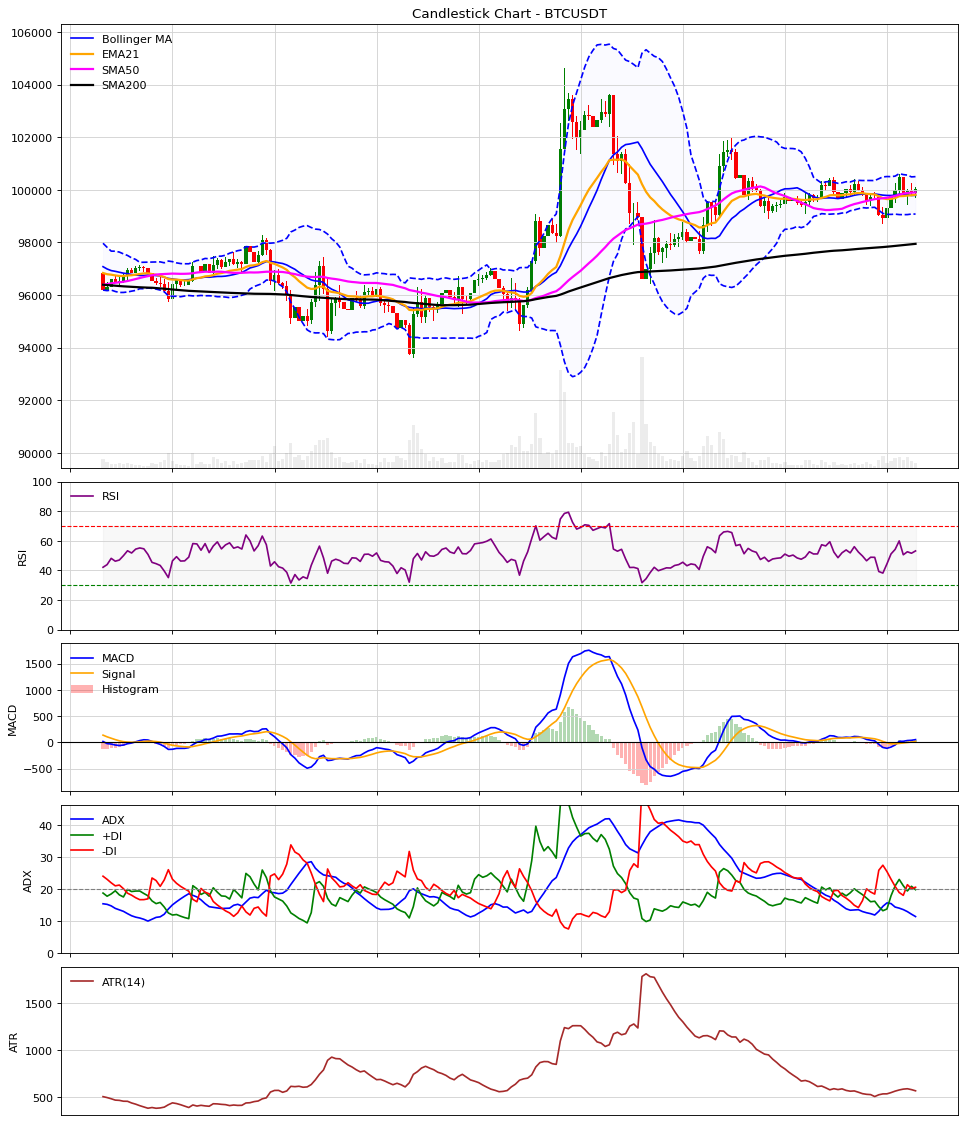 Candlestick Chart - BTCUSDT
106000
104000
102000
100000
98000
96000
94000
92000
90000
Bollinger MA
EMA21
SMA50
SMA200
100
80
60
40
20
0
RSI
RSI
1500
1000
500
0
−500
MACD
MACD
Signal
Histogram
40
30
20
10
0
ADX
ADX
+DI
-DI
1500
1000
500
ATR
ATR(14)